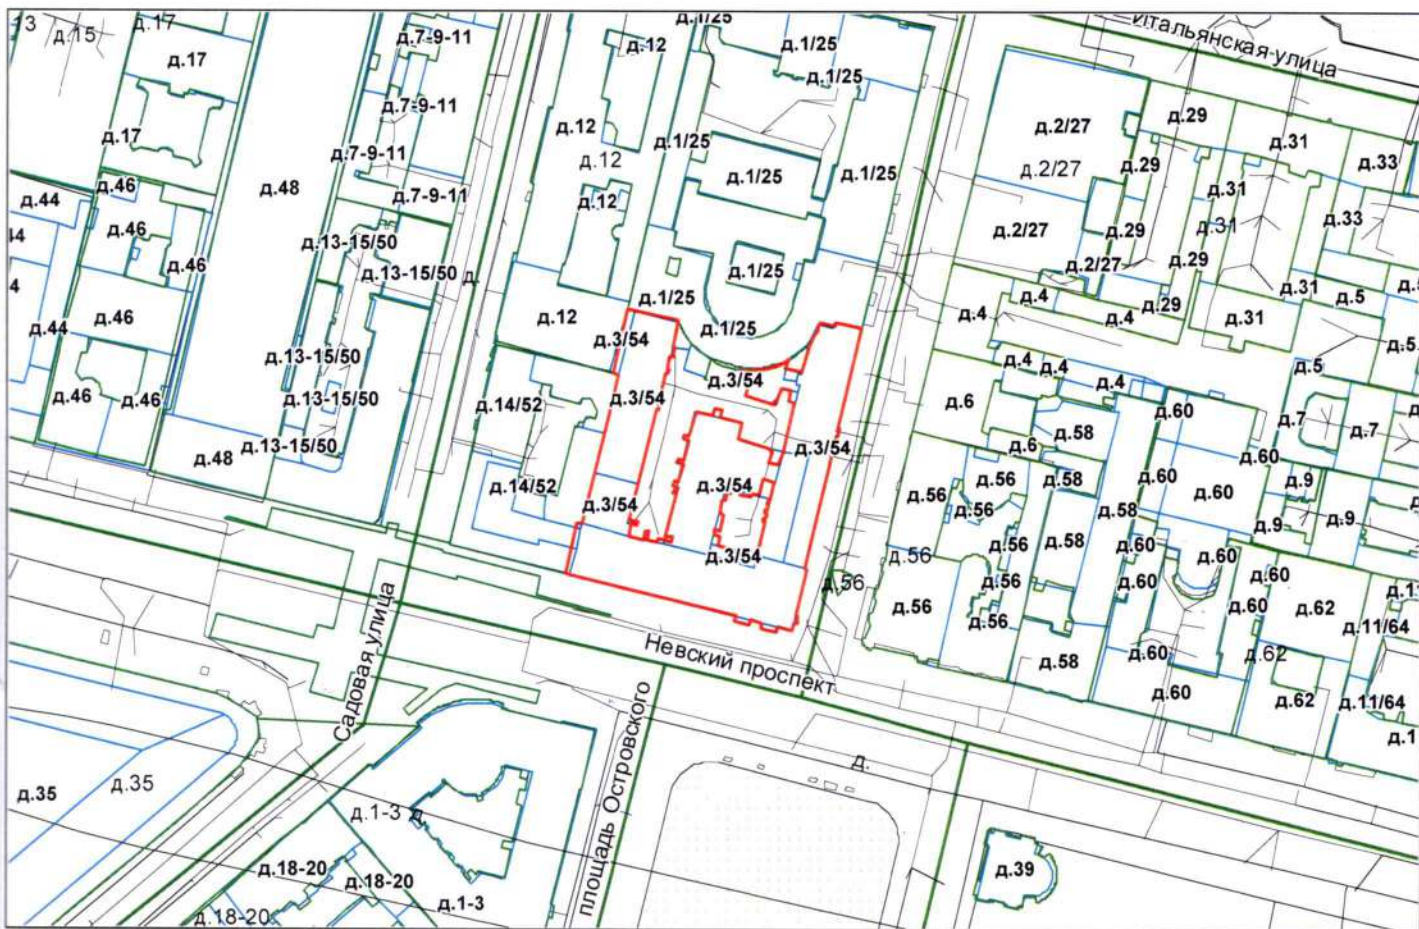 13
д.15
д.17
д.7-9-11
д.1/25
Итальянская улица
д.12
д.1/25
д.17
д.1/25
д.7-9-11
д.29
д.12
д.2/27
д.17
д.1/25
д.31
д.7-9-11
д.12
д.33
д.2/27
д.29
д.46
д.48
д.1/25
д.1/25
д.31
д.44
д.7-9-11
д.12
д.33
д.31
44
д.46
д.13-15/50
д.2/27
д.29
д.46
д.13-15/50
д.
д.1/25
д.2/27
д.29
4
д.1/25
д.4
д.31
д.5
д.44
д.46
д.12
д.3/54
д.1/25
д.4
д.4
д.29
д.31
д.13-15/50
д.4
д.4
д.4
д.5
д.5
д.46
д.46
д.13-15/50
д.14/52
д.3/54
д.3/54
д.6
д.60
д.7
д.7
д.13-15/50
д.48
д.3/54
д.6
д.58
д.60
д.14/52
д.3/54
д.3/54
д.56
д.56
д.56
д.58
д.58
д.60
д.60
д.9
д.9
д.9
д.3/54
д.56
д.56
д.58
д.60
д.60
д.56
д.56
д.60
д.60
д.56
д.56
д.60
д.62
д.11/64
Садовая улица
Невский проспект
д.58
д.60
д.62
д.60
д.62
д.11/64
д.1
площадь Островского
д.
д.35
д.35
д.1-3
д
д.18-20
д.18-20
д.39
д.1-3
д.18-20